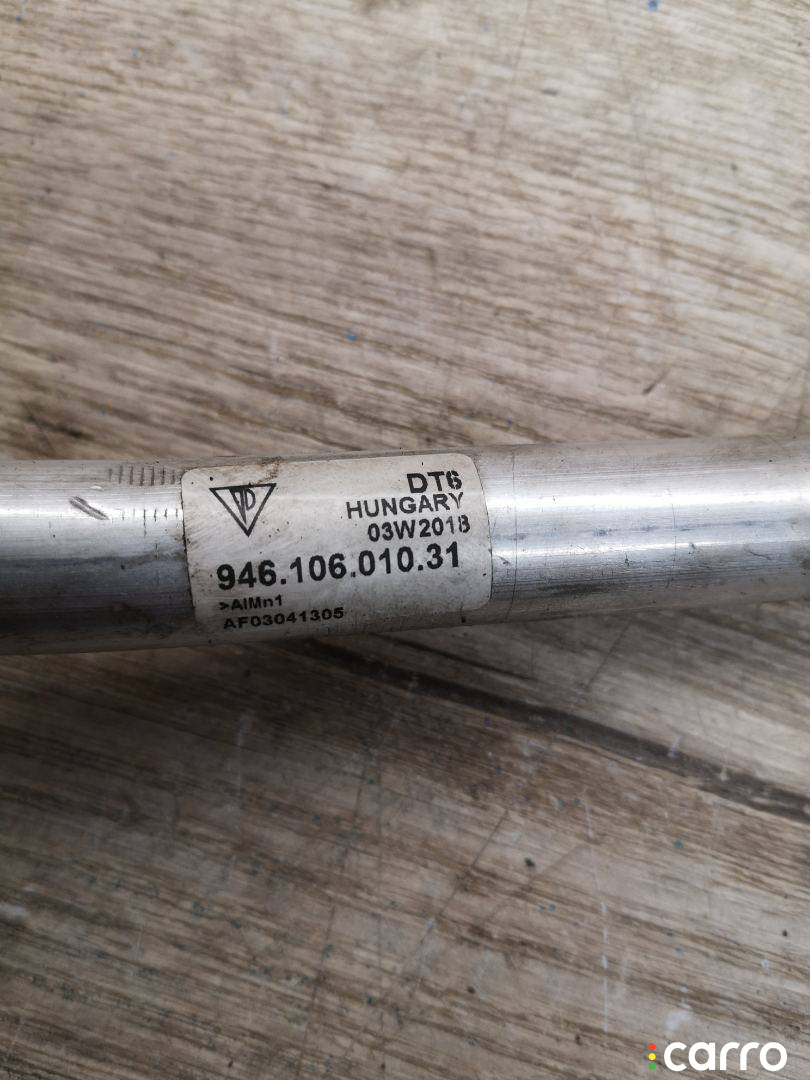 DT6
HUNGARY
03W2018
946.106.010.31
>AlMn1
AF03041305
carro